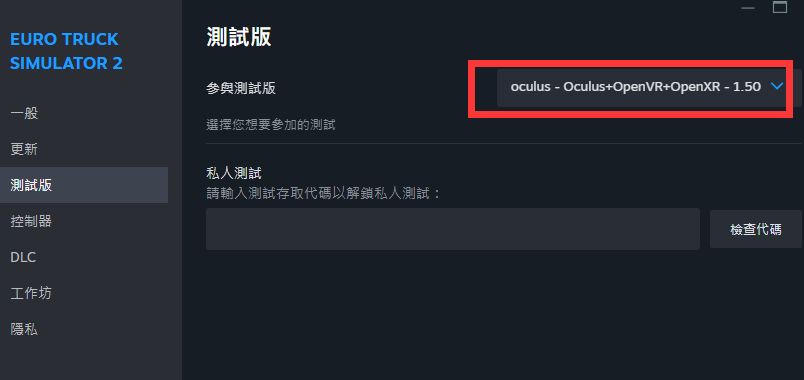 EURO TRUCK
SIMULATOR 2
一般
更新
測試版
控制器
DLC
工作坊
隱私
測試版
參與測試版
oculus - Oculus+OpenVR+OpenXR - 1.50
選擇您想要參加的測試
私人測試
請輸入測試存取代碼以解鎖私人測試：
檢查代碼